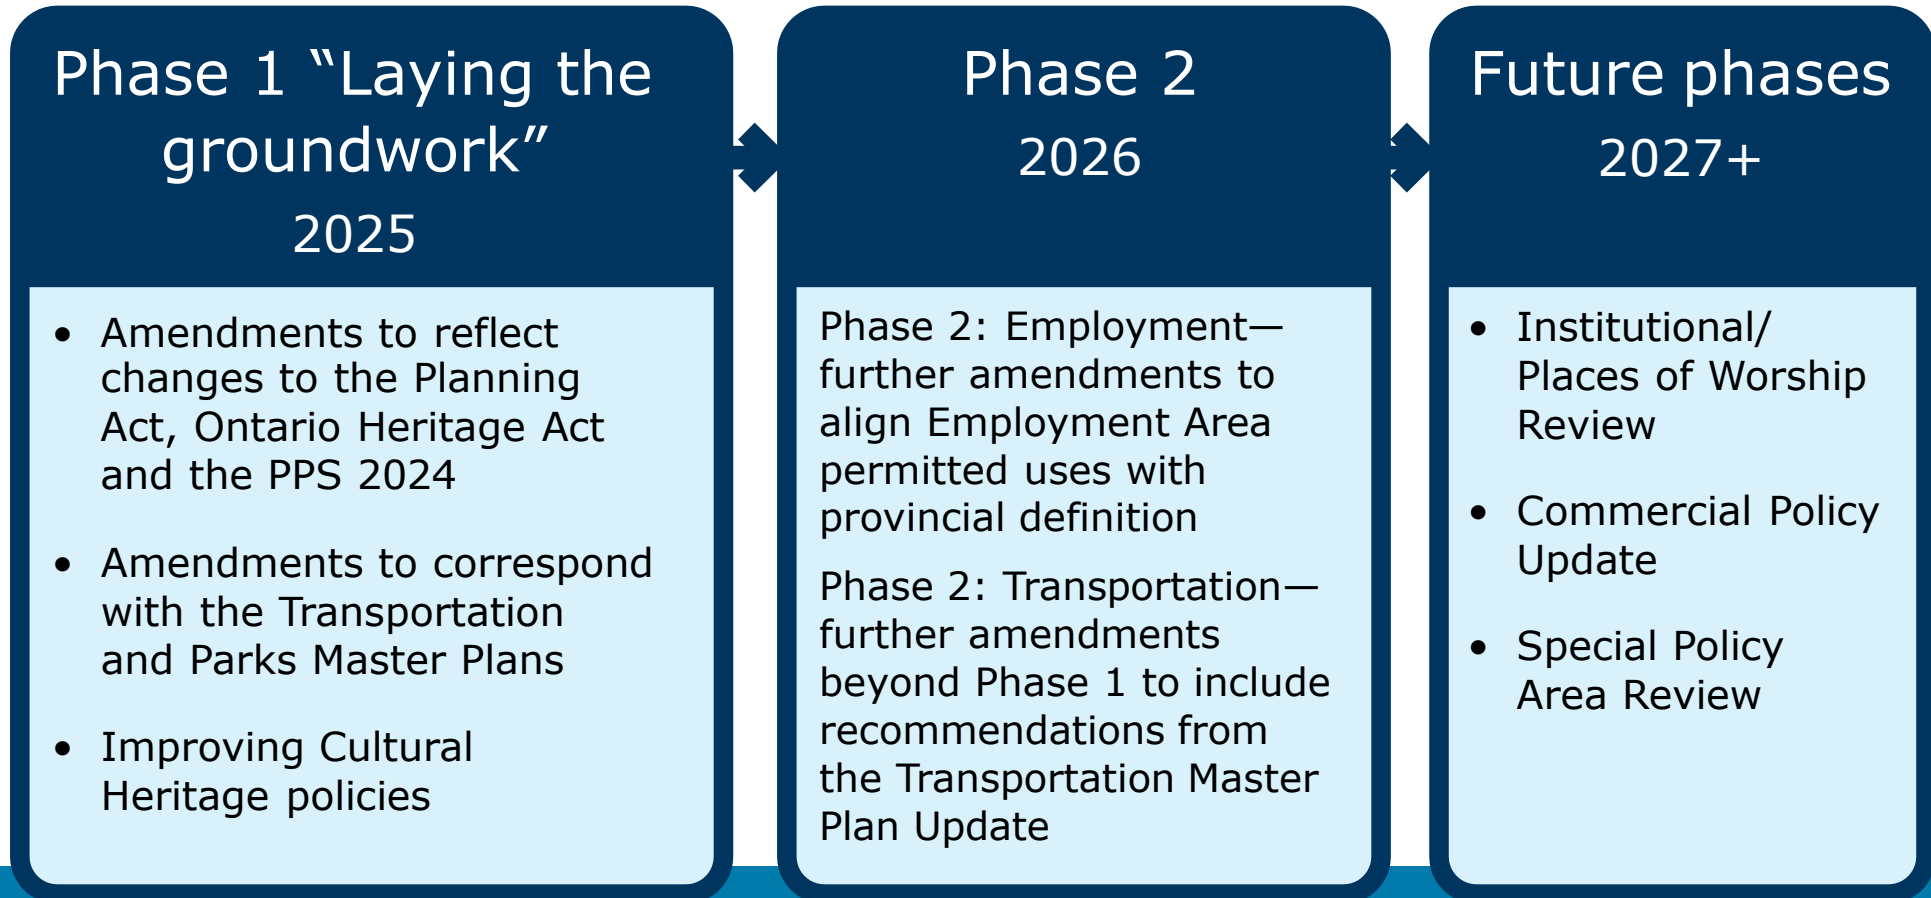 Phase 1 “Laying the
groundwork”
2025
• Amendments to reflect
changes to the Planning
Act, Ontario Heritage Act
and the PPS 2024
• Amendments to correspond
with the Transportation
and Parks Master Plans
• Improving Cultural
Heritage policies
Phase 2
2026
Phase 2: Employment—
further amendments to
align Employment Area
permitted uses with
provincial definition
Phase 2: Transportation—
further amendments
beyond Phase 1 to include
recommendations from
the Transportation Master
Plan Update
Future phases
2027+
• Institutional/
Places of Worship
Review
• Commercial Policy
Update
• Special Policy
Area Review